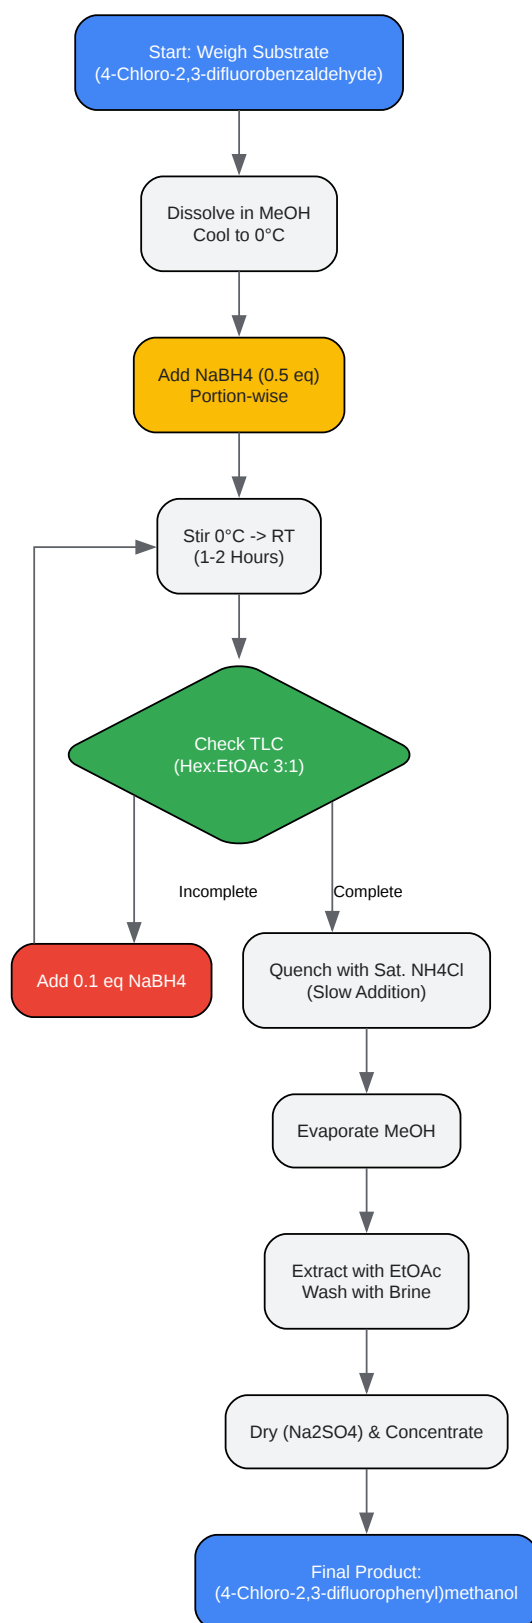 Start: Weigh Substrate
(4-Chloro-2,3-difluorobenzaldehyde)
Dissolve in MeOH
Cool to 0°C
Add NaBH4 (0.5 eq)
Portion-wise
Stir 0°C -> RT
(1-2 Hours)
Check TLC
(Hex:EtOAc 3:1)
Incomplete
Complete
Add 0.1 eq NaBH4
Quench with Sat. NH4Cl
(Slow Addition)
Evaporate MeOH
Extract with EtOAc
Wash with Brine
Dry (Na2SO4) & Concentrate
Final Product:
(4-Chloro-2,3-difluorophenyl)methanol